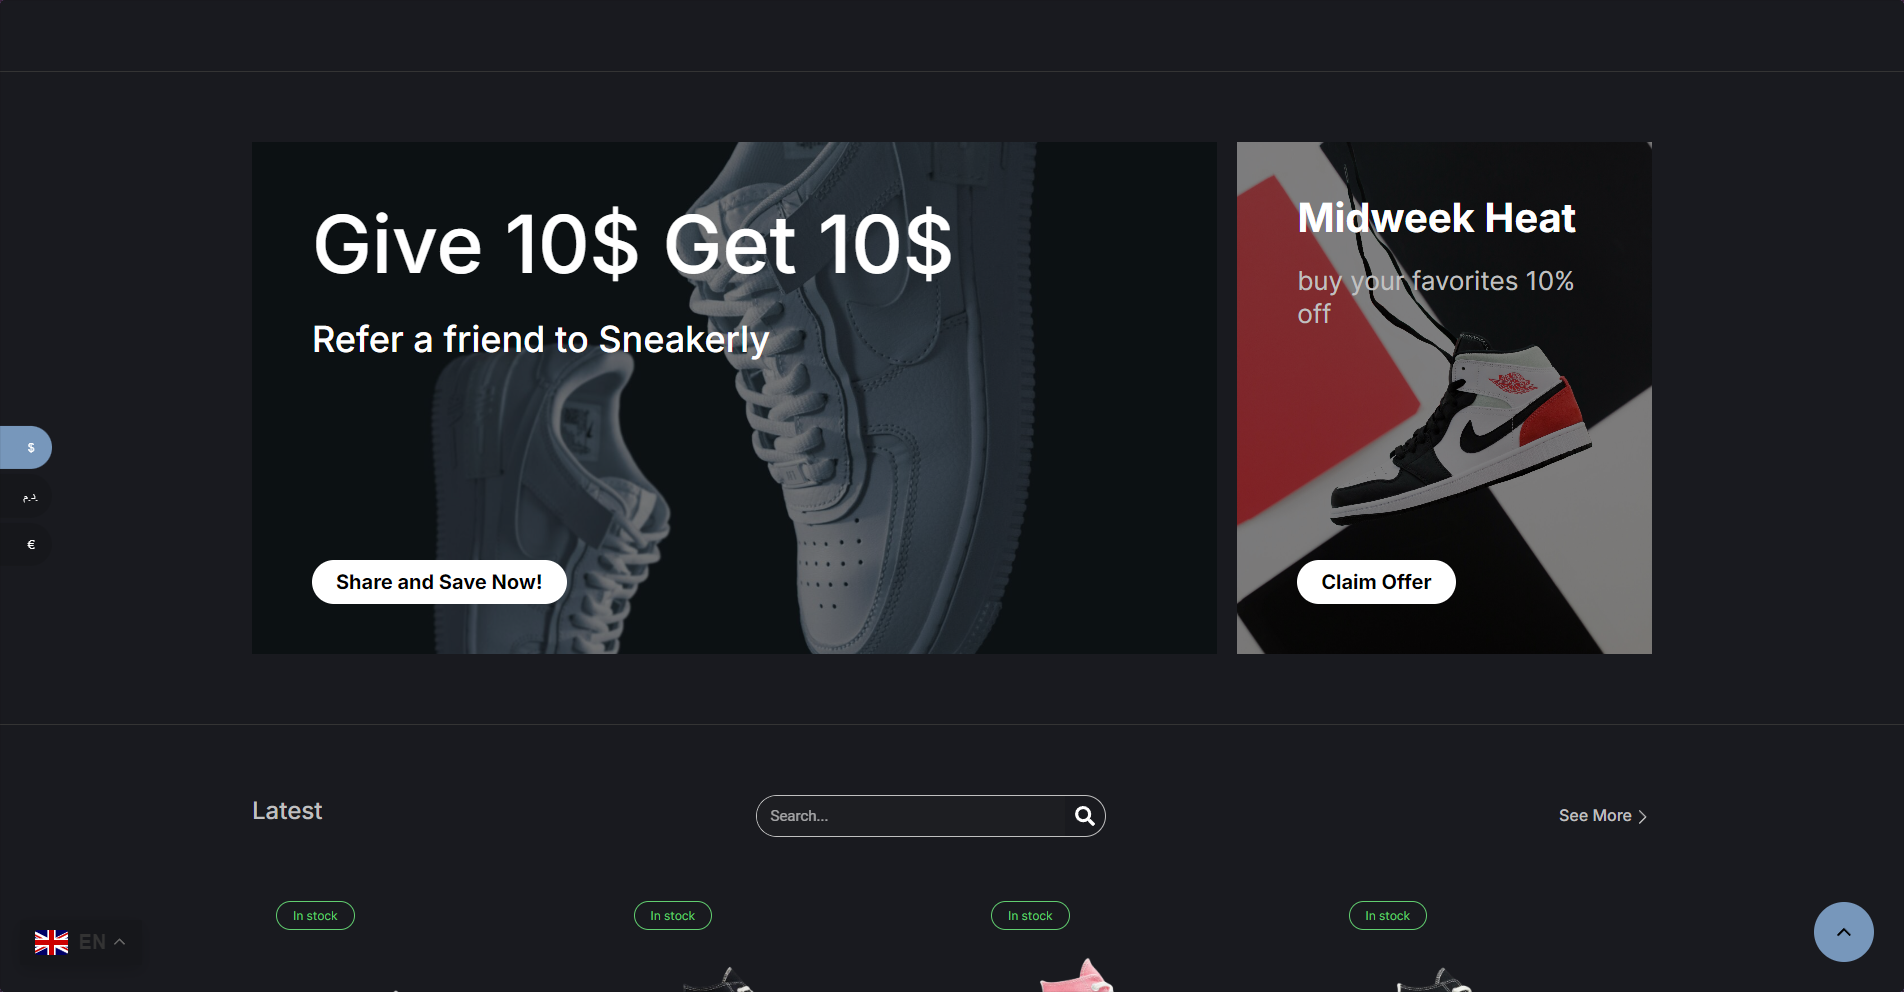 Give 10$ Get 10$
Refer a friend to Sneakerly
Share and Save Now!
Midweek Heat
buy your favorites 10%
off
Claim Offer
$
د.م.
€
Latest
Search...
See More
In stock
In stock
In stock
In stock
EN